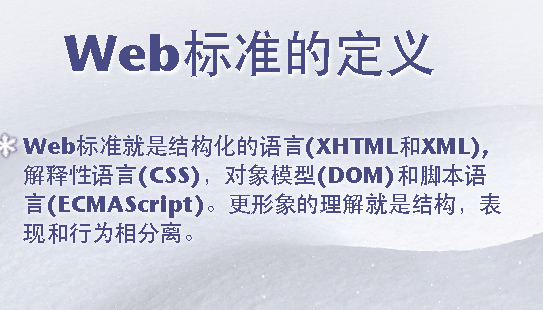 Web标准的定义
Web标准就是结构化的语言(XHTML和XML),
解释性语言(CSS)，对象模型(DOM)和脚本语
言(ECMAScript)。更形象的理解就是结构，表
现和行为相分离。